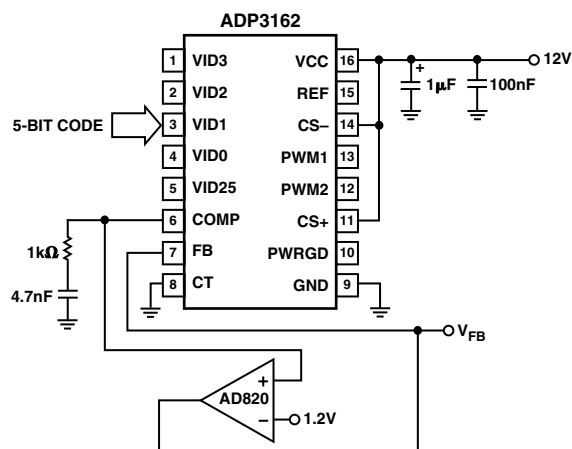 ADP3162
1 VID3 VCC 16 12V
2 VID2 REF 15 + 1μF 100nF
5-BIT CODE 3 VID1 CS– 14
4 VID0 PWM1 13
5 VID25 PWM2 12
6 COMP CS+ 11
1kΩ 7 FB PWRGD 10
4.7nF 8 CT GND 9
VFB
+
AD820
– 1.2V